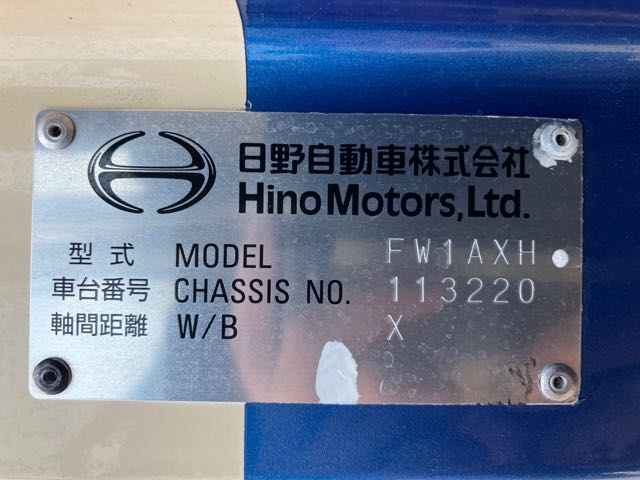 日野自動車株式会社
Hino Motors, Ltd.
型式 MODEL FW1AXH
車台番号 CHASSIS NO. 113220
軸間距離 W/B X